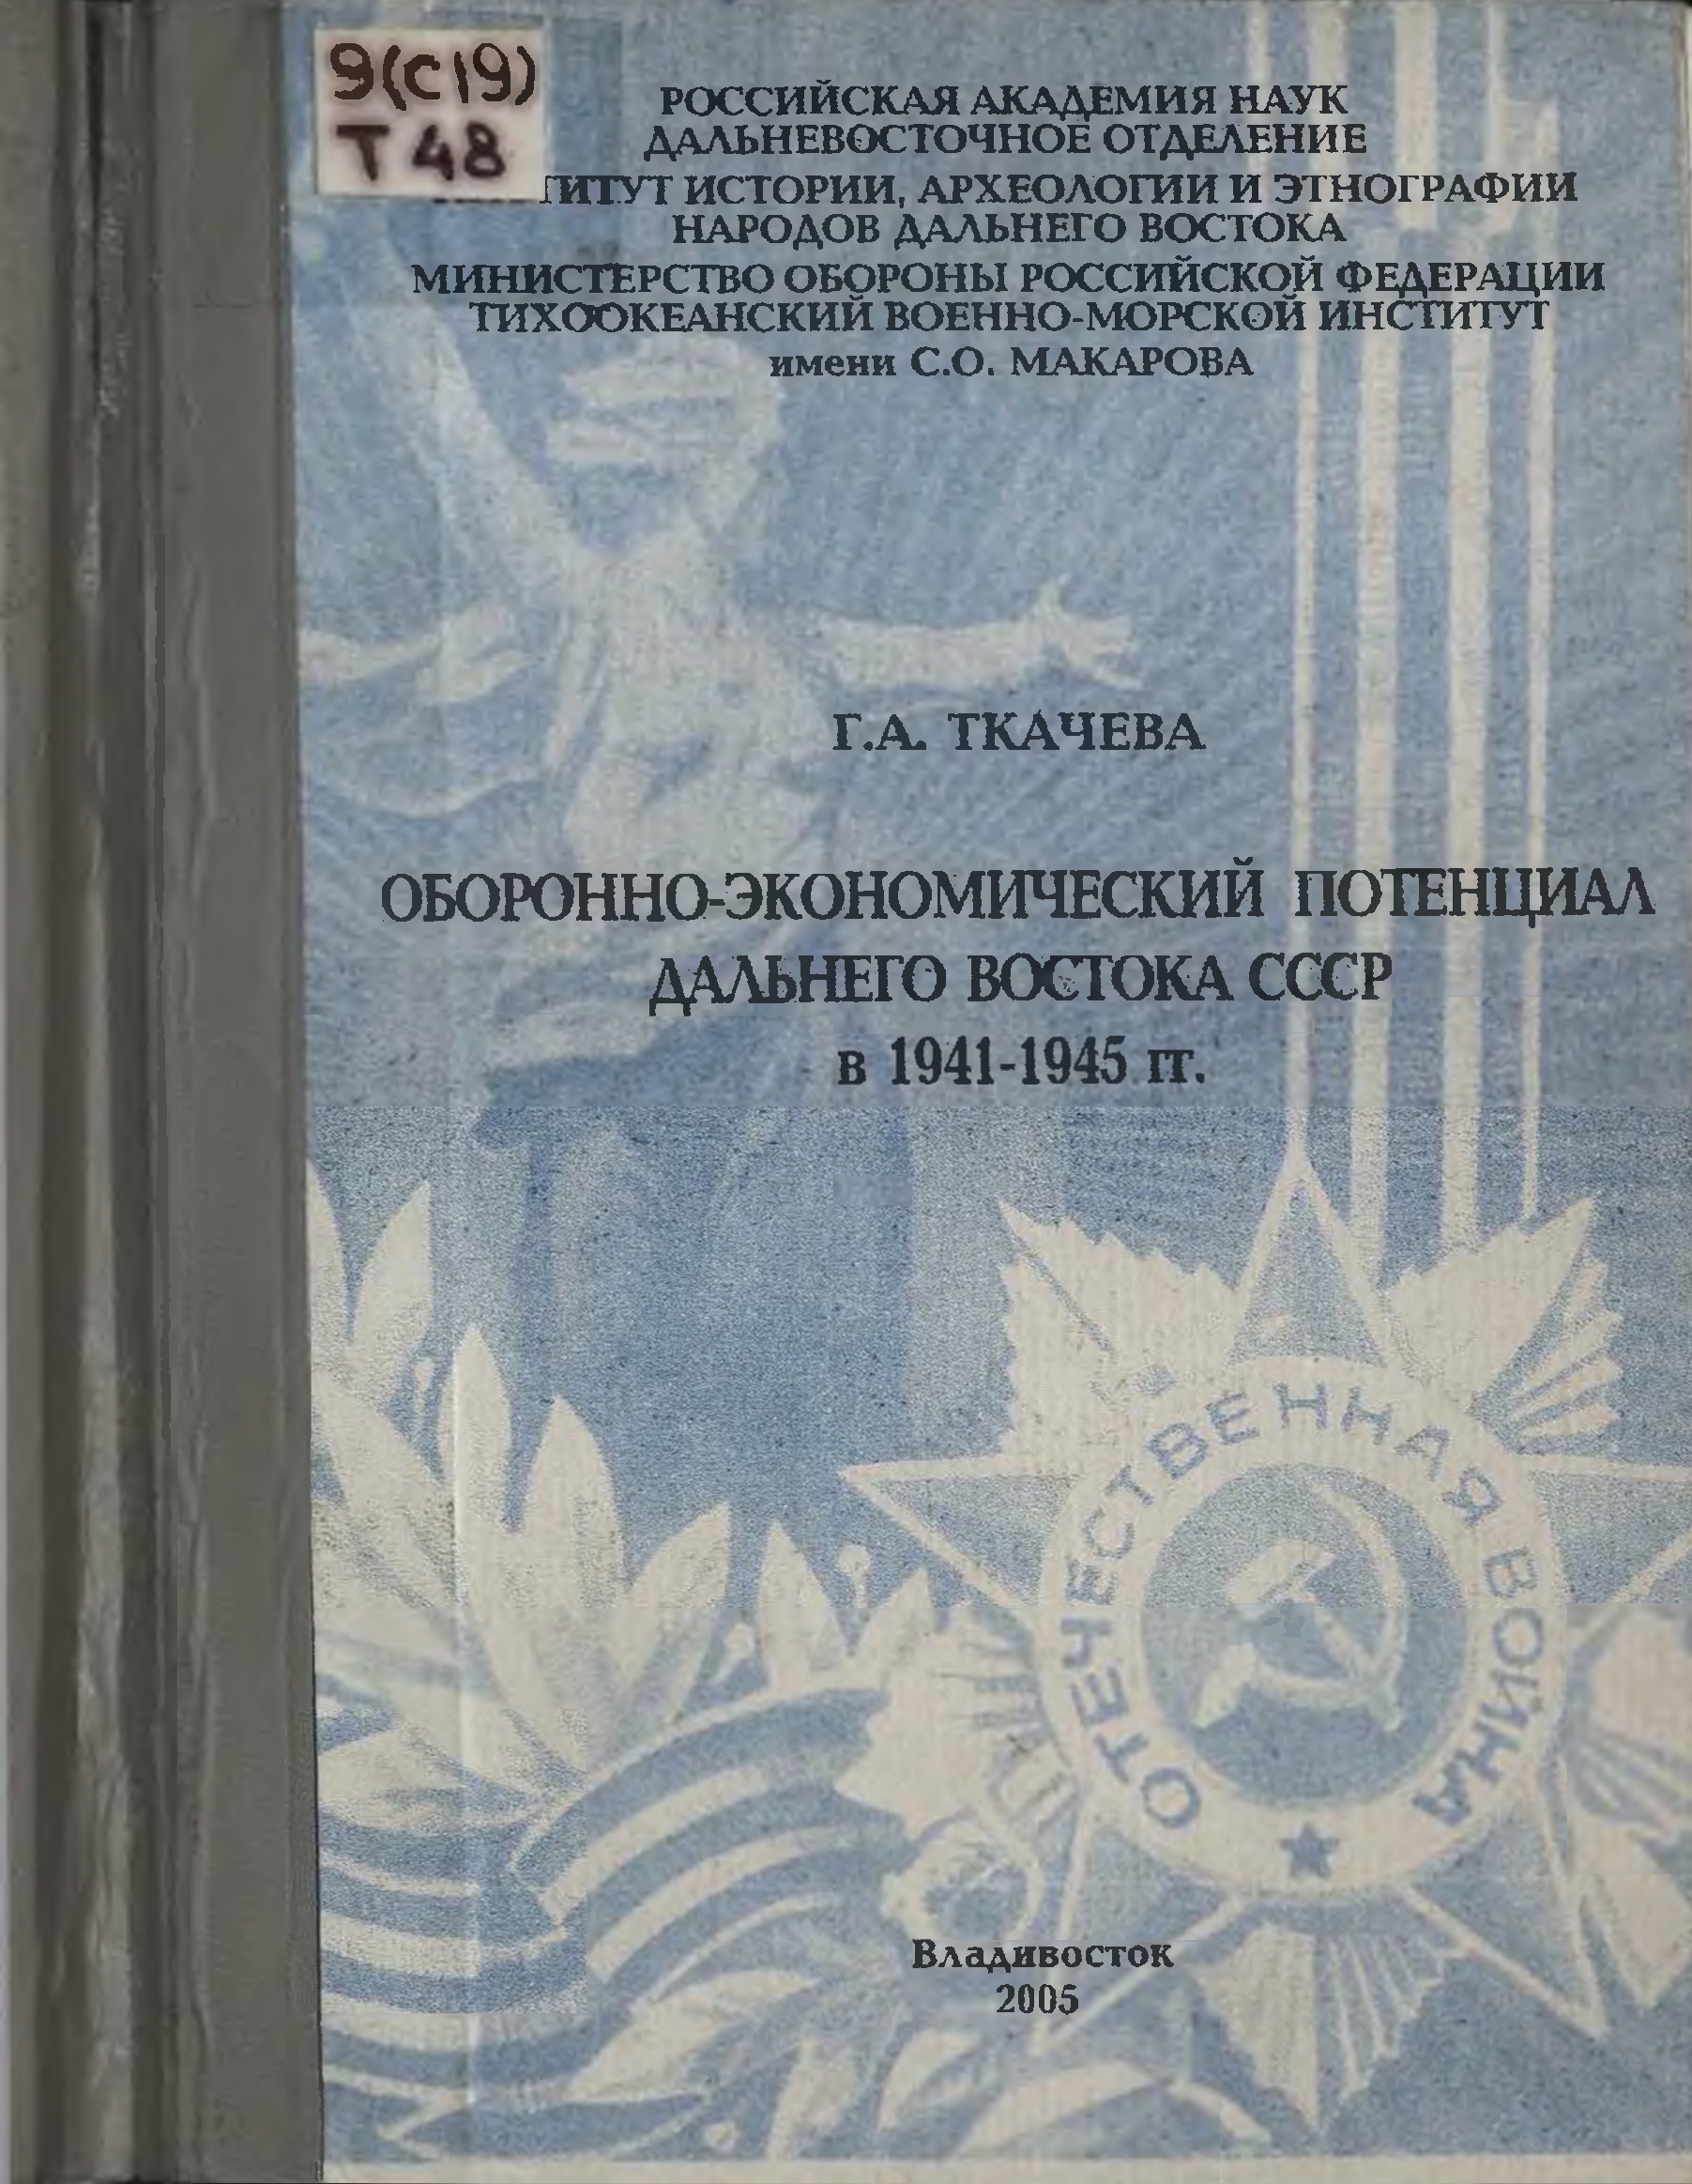 9(С19)
Т48
РОССИЙСКАЯ АКАДЕМИЯ НАУК
ДАЛЬНЕВОСТОЧНОЕ ОТДЕЛЕНИЕ
ТИТУТ ИСТОРИИ, АРХЕОЛОГИИ И ЭТНОГРАФИИ
НАРОДОВ ДАЛЬНЕГО ВОСТОКА
МИНИСТЕРСТВО ОБОРОНЫ РОССИЙСКОЙ ФЕДЕРАЦИИ
ТИХООКЕАНСКИЙ ВОЕННО-МОРСКОЙ ИНСТИТУТ
имени С.О. МАКАРОВА
Г.А. ТКАЧЕВА
ОБОРОННО-ЭКОНОМИЧЕСКИЙ ПОТЕНЦИАЛ
ДАЛЬНЕГО ВОСТОКА СССР
в 1941-1945 гг.
ОТЕЧЕСТВЕННАЯ ВОЙНА
Владивосток
2005